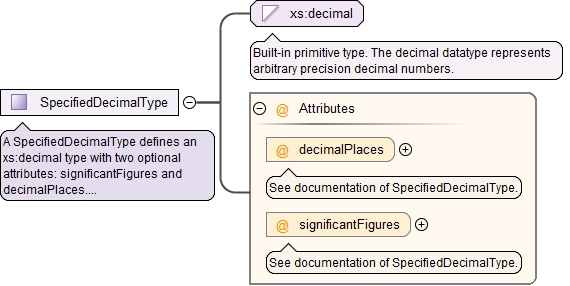 xs:decimal
Built-in primitive type. The decimal datatype represents
arbitrary precision decimal numbers.
SpecifiedDecimalType
A SpecifiedDecimalType defines an
xs:decimal type with two optional
attributes: significantFigures and
decimalPlaces....
@ Attributes
@ decimalPlaces
See documentation of SpecifiedDecimalType.
@ significantFigures
See documentation of SpecifiedDecimalType.